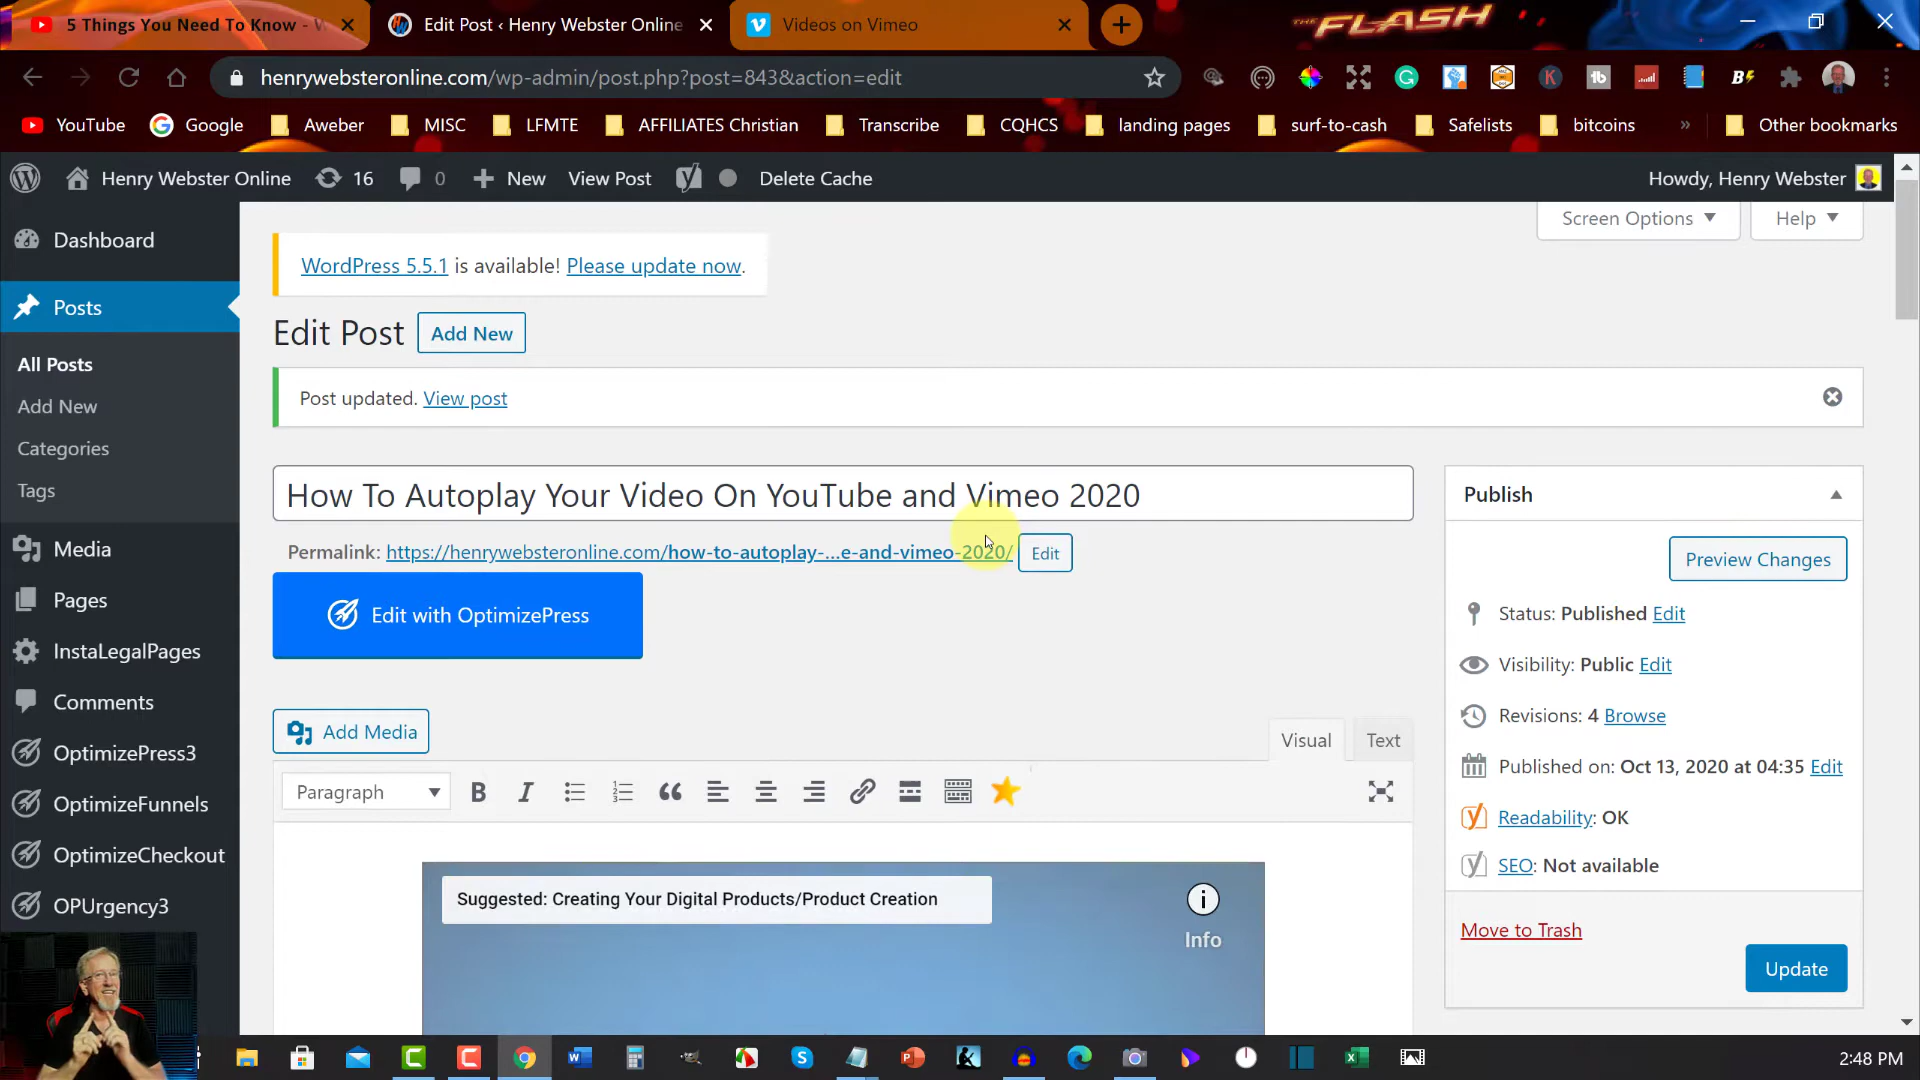 5 Things You Need To Know - W
Edit Post ‹ Henry Webster Online
Videos on Vimeo
THE FLASH
henrywebsteronline.com/wp-admin/post.php?post=843&action=edit
YouTube
Google
Aweber
MISC
LFMTE
AFFILIATES Christian
Transcribe
CQHCS
landing pages
surf-to-cash
Safelists
bitcoins
»
Other bookmarks
Henry Webster Online
16
0
New
View Post
Delete Cache
Howdy, Henry Webster
Dashboard
Posts
All Posts
Add New
Categories
Tags
Media
Pages
InstaLegalPages
Comments
OptimizePress3
OptimizeFunnels
OptimizeCheckout
OPUrgency3
Screen Options
Help
WordPress 5.5.1 is available! Please update now.
Edit Post
Add New
Post updated. View post
How To Autoplay Your Video On YouTube and Vimeo 2020
Permalink: https://henrywebsteronline.com/how-to-autoplay-...e-and-vimeo-2020/
Edit
Edit with OptimizePress
Add Media
Visual
Text
Paragraph
B
I
Suggested: Creating Your Digital Products/Product Creation
Info
Publish
Preview Changes
Status: Published Edit
Visibility: Public Edit
Revisions: 4 Browse
Published on: Oct 13, 2020 at 04:35 Edit
Readability: OK
SEO: Not available
Move to Trash
Update
2:48 PM